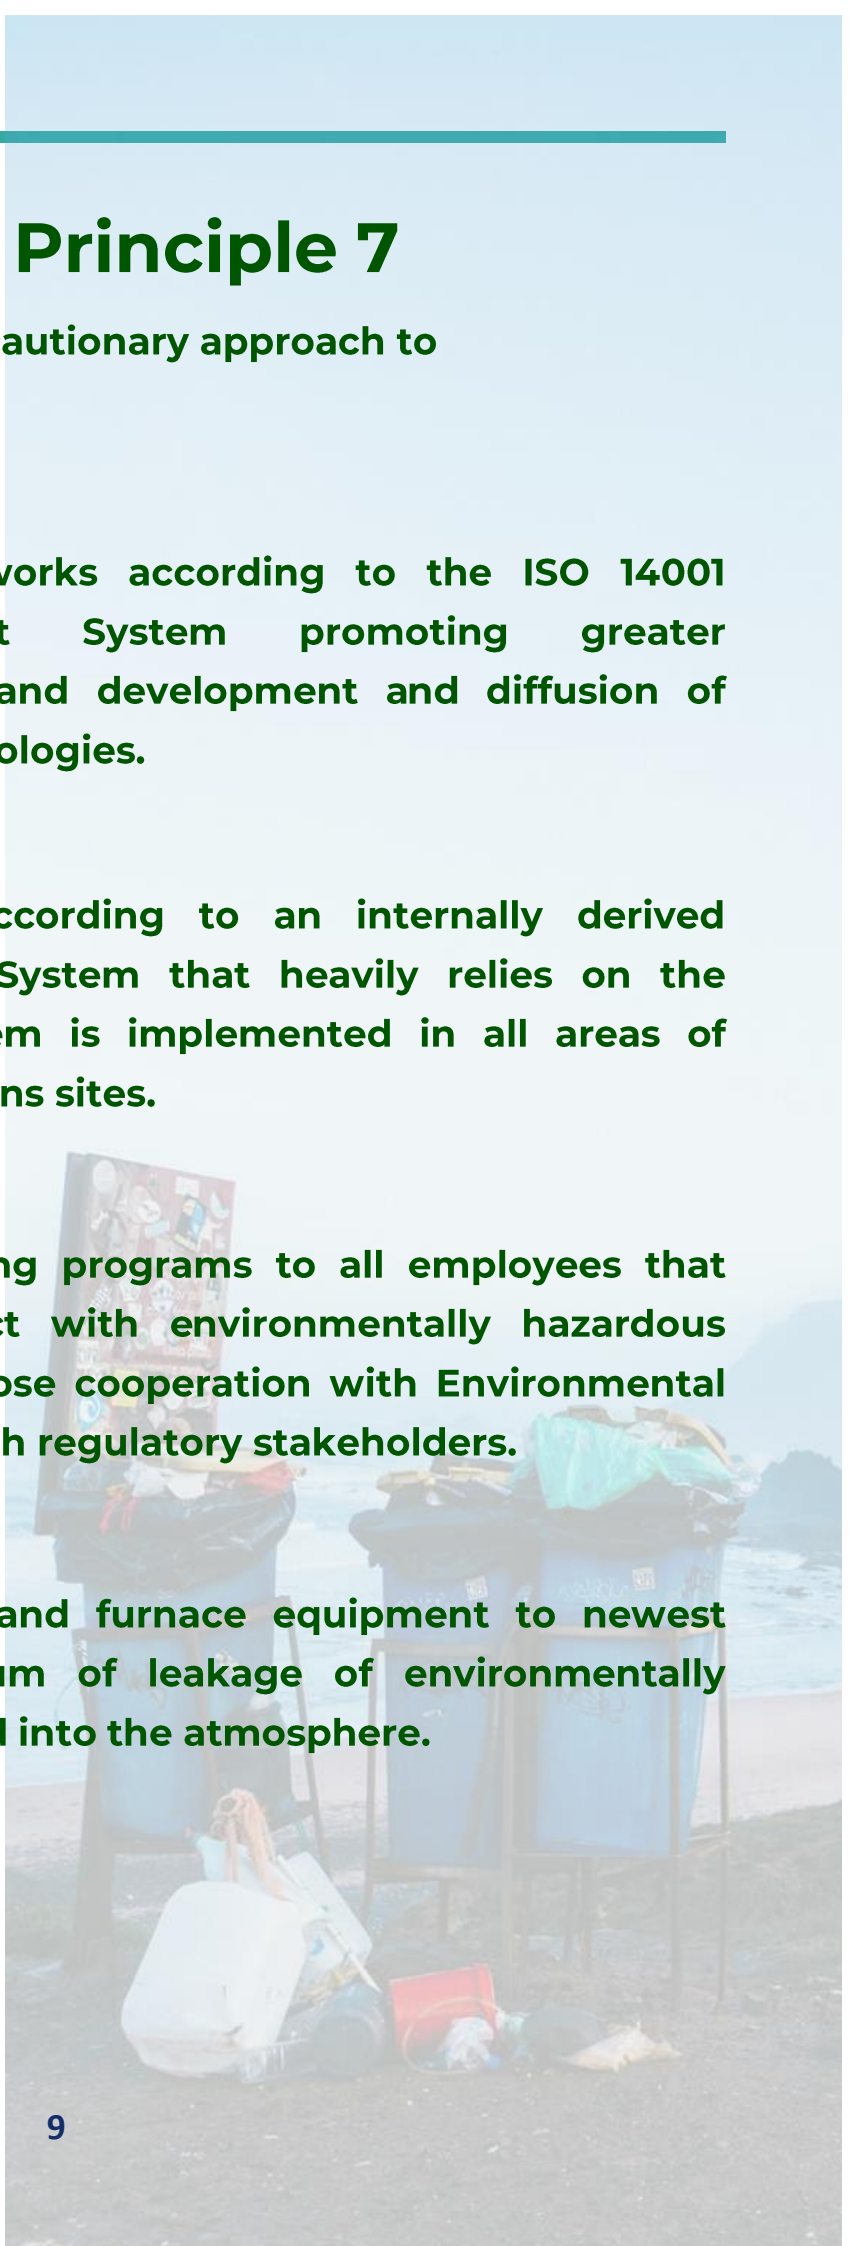 Principle 7
autionary approach to
works according to the ISO 14001
t System promoting greater
and development and diffusion of
ologies.
ccording to an internally derived
System that heavily relies on the
em is implemented in all areas of
ns sites.
ng programs to all employees that
ct with environmentally hazardous
ose cooperation with Environmental
h regulatory stakeholders.
and furnace equipment to newest
um of leakage of environmentally
into the atmosphere.
9